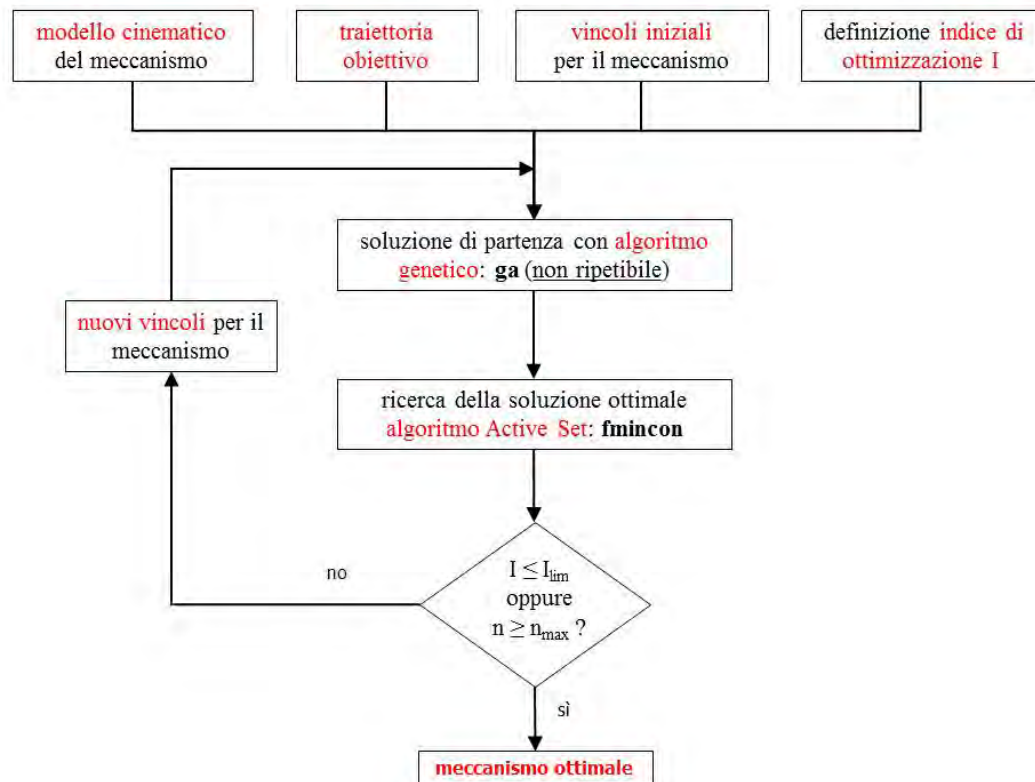 modello cinematico
del meccanismo
traiettoria
obiettivo
vincoli iniziali
per il meccanismo
definizione indice di
ottimizzazione I
soluzione di partenza con algoritmo
genetico: ga (non ripetibile)
nuovi vincoli per il
meccanismo
ricerca della soluzione ottimale
algoritmo Active Set: fmincon
no
I ≤ Ilim
oppure
n ≥ nmax ?
sì
meccanismo ottimale